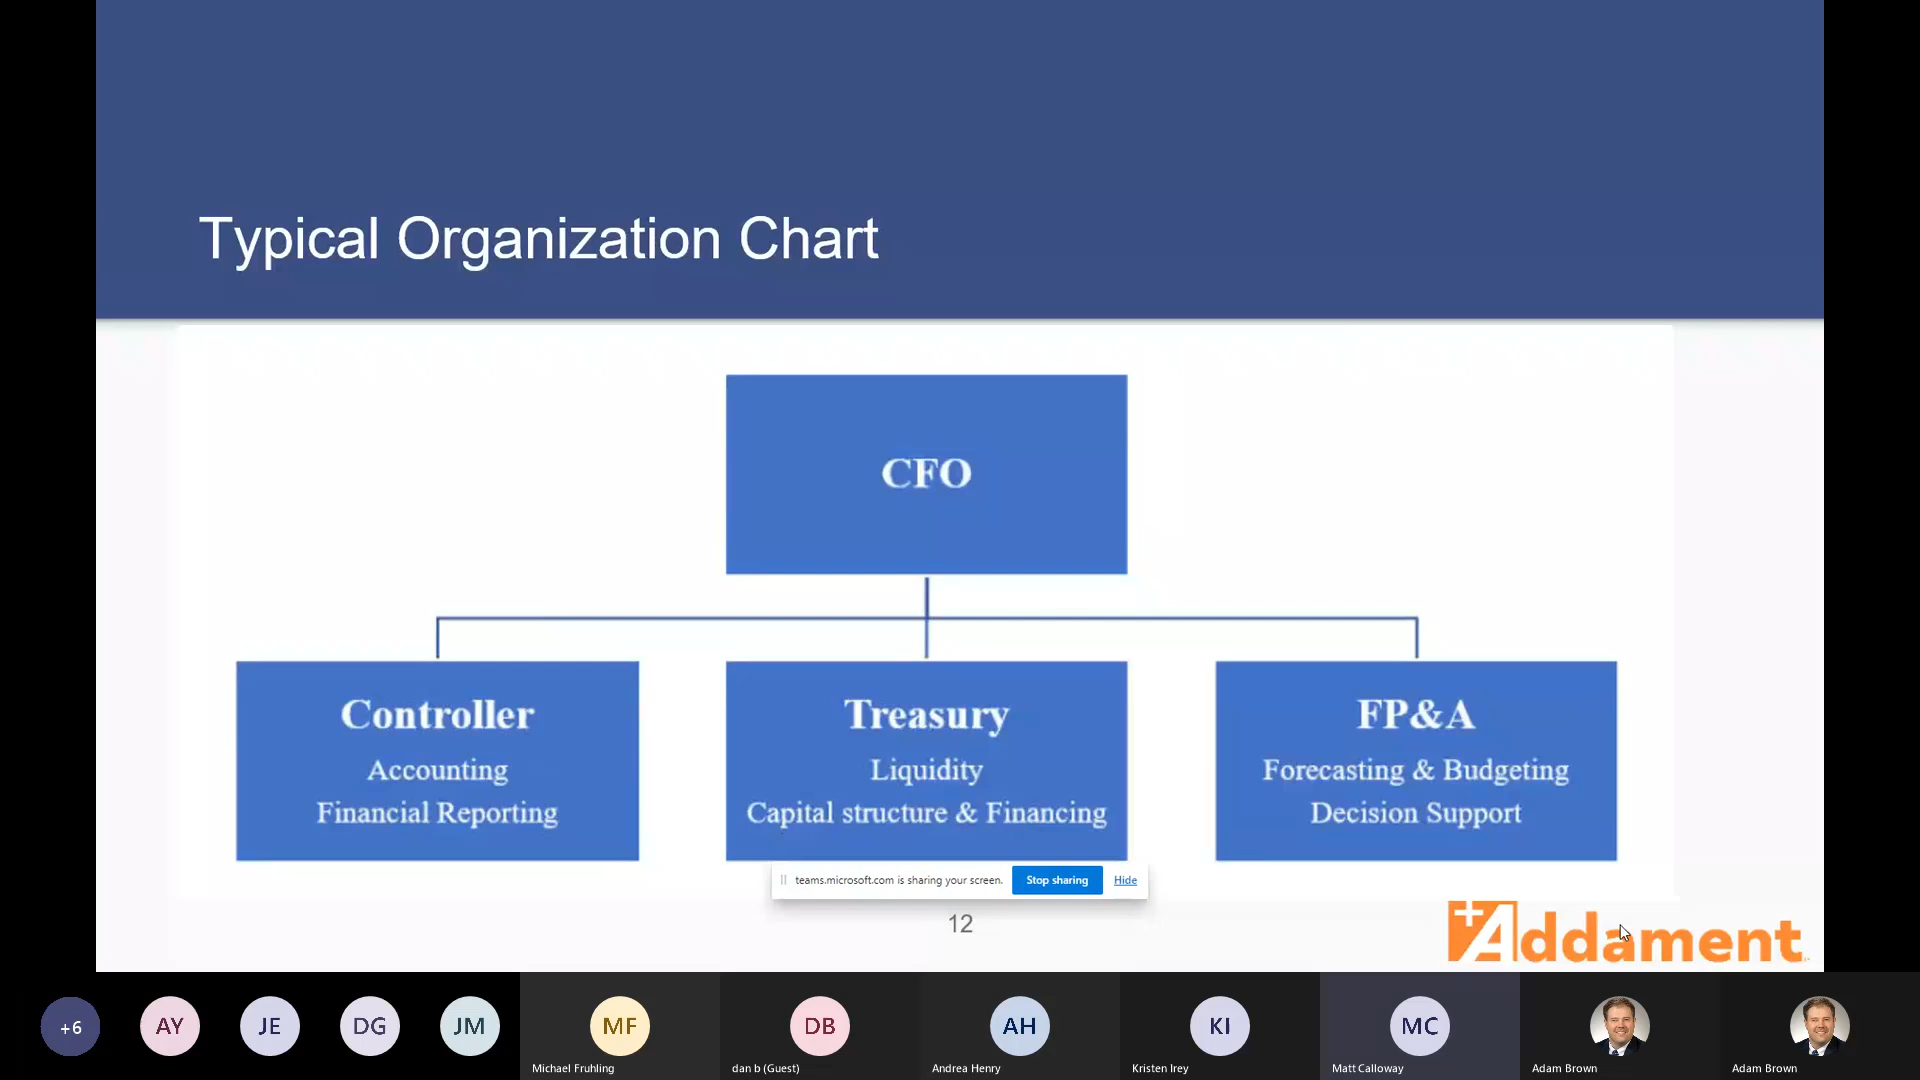 Typical Organization Chart
CFO
Controller
Accounting
Financial Reporting
Treasury
Liquidity
Capital structure & Financing
FP&A
Forecasting & Budgeting
Decision Support
teams.microsoft.com is sharing your screen.
Stop sharing
Hide
12
Addament
+6
AY
JE
DG
JM
MF
Michael Fruhling
DB
dan b (Guest)
AH
Andrea Henry
KI
Kristen Irey
MC
Matt Calloway
Adam Brown
Adam Brown